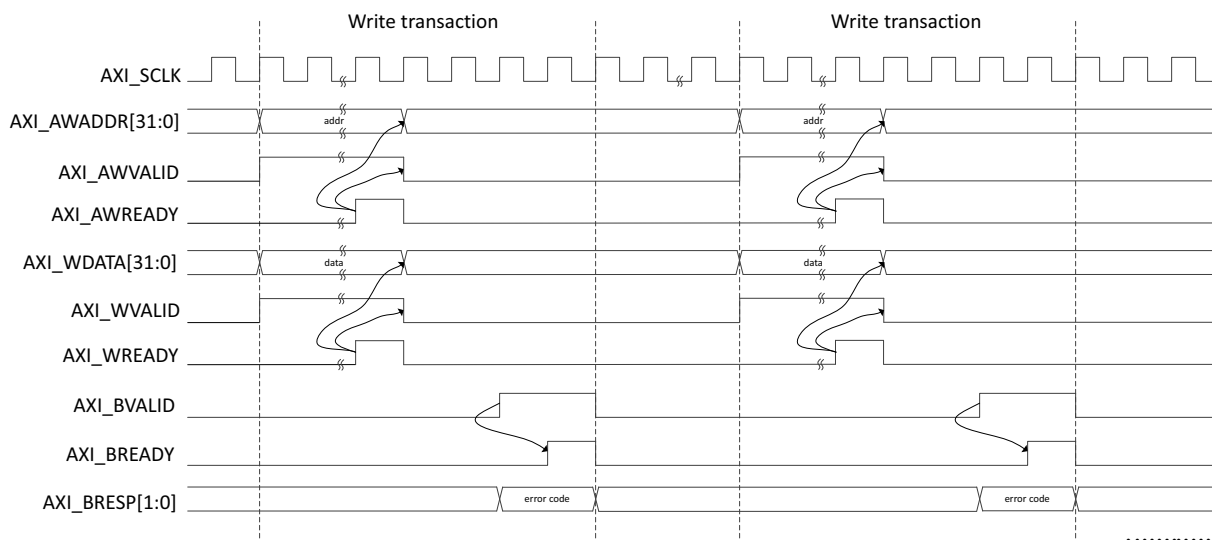 Write transaction Write transaction
AXI_SCLK
AXI_AWADDR[31:0] addr addr
AXI_AWVALID
AXI_AWREADY
AXI_WDATA[31:0] data data
AXI_WVALID
AXI_WREADY
AXI_BVALID
AXI_BREADY
AXI_BRESP[1:0] error code error code